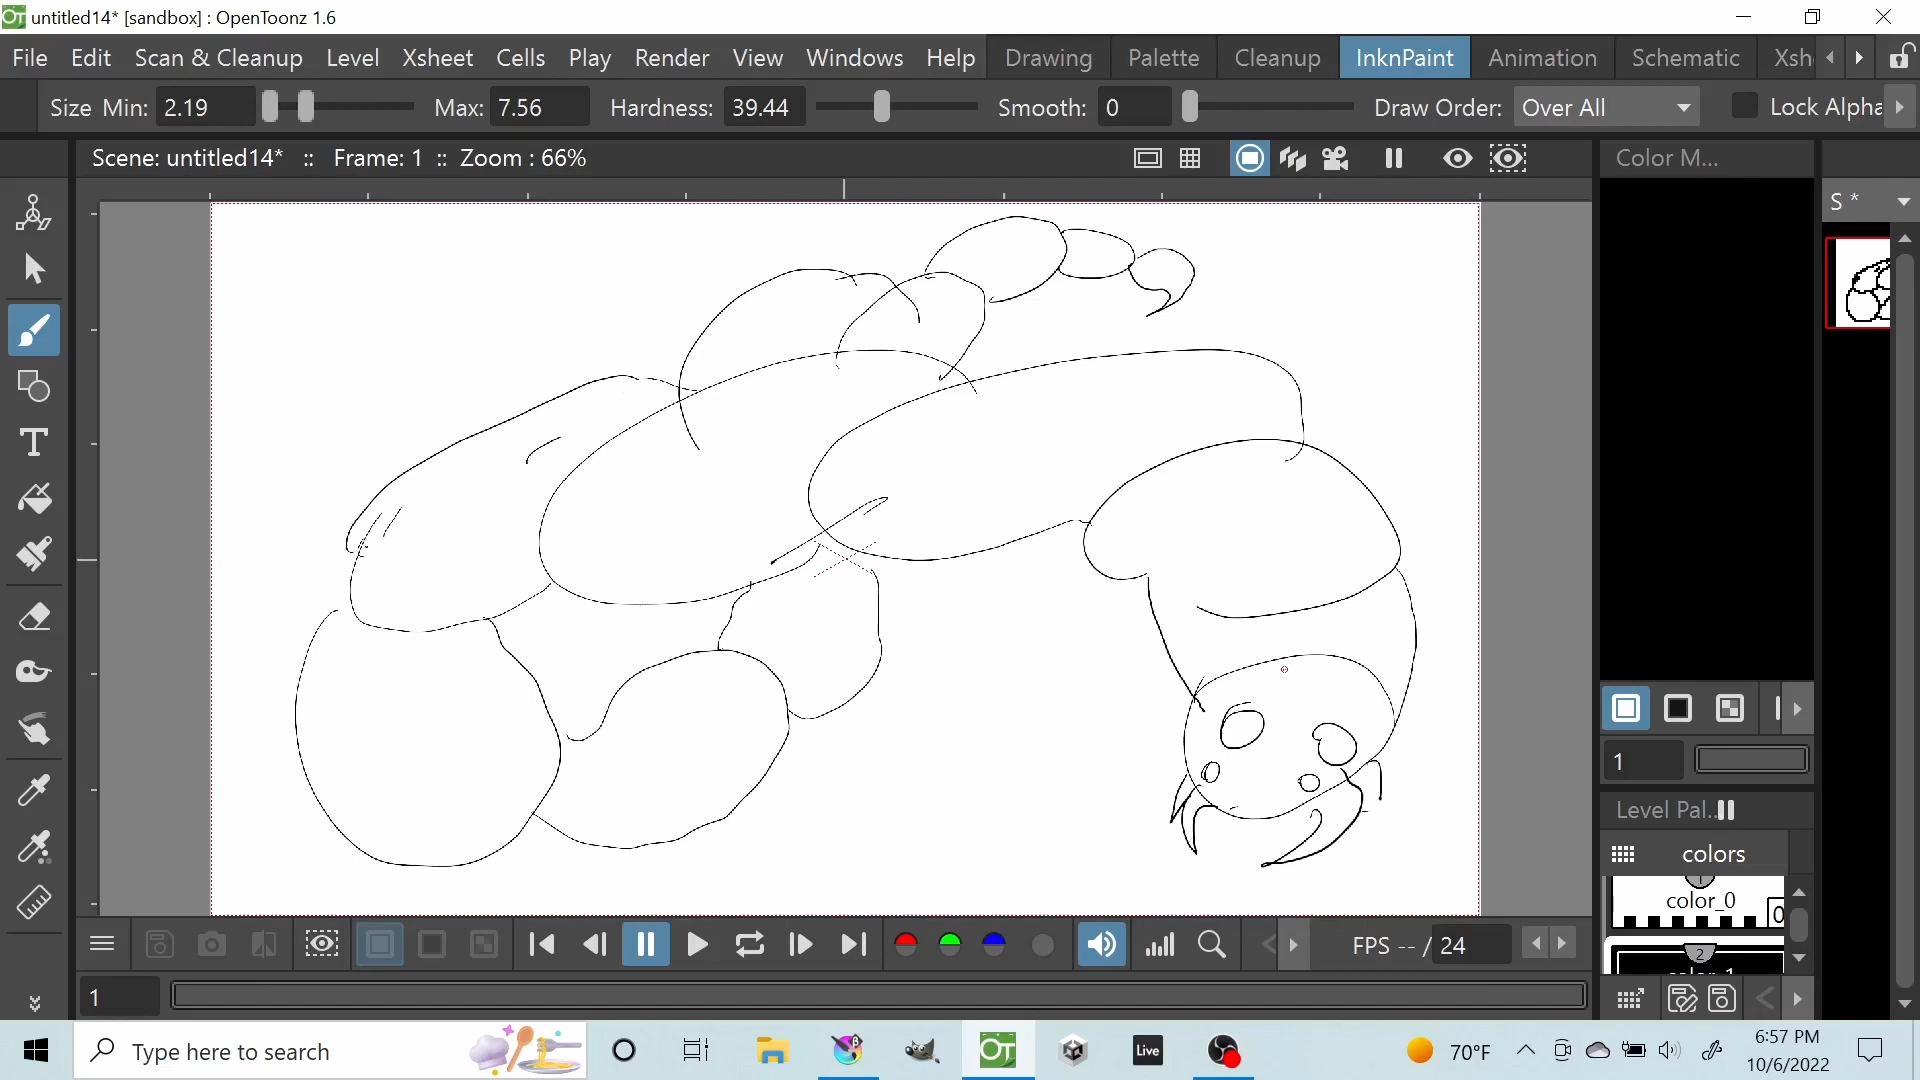 untitled14* [sandbox] : OpenToonz 1.6
File Edit Scan & Cleanup Level Xsheet Cells Play Render View Windows Help Drawing Palette Cleanup InknPaint Animation Schematic Xsh
Size Min: 2.19 Max: 7.56 Hardness: 39.44 Smooth: 0 Draw Order: Over All Lock Alpha
Scene: untitled14* :: Frame: 1 :: Zoom : 66% Color M...
S *
1
Level Pal..
colors
1
color_0
0
2
color_1
FPS -- / 24
1
Type here to search
Live
70°F
6:57 PM
10/6/2022